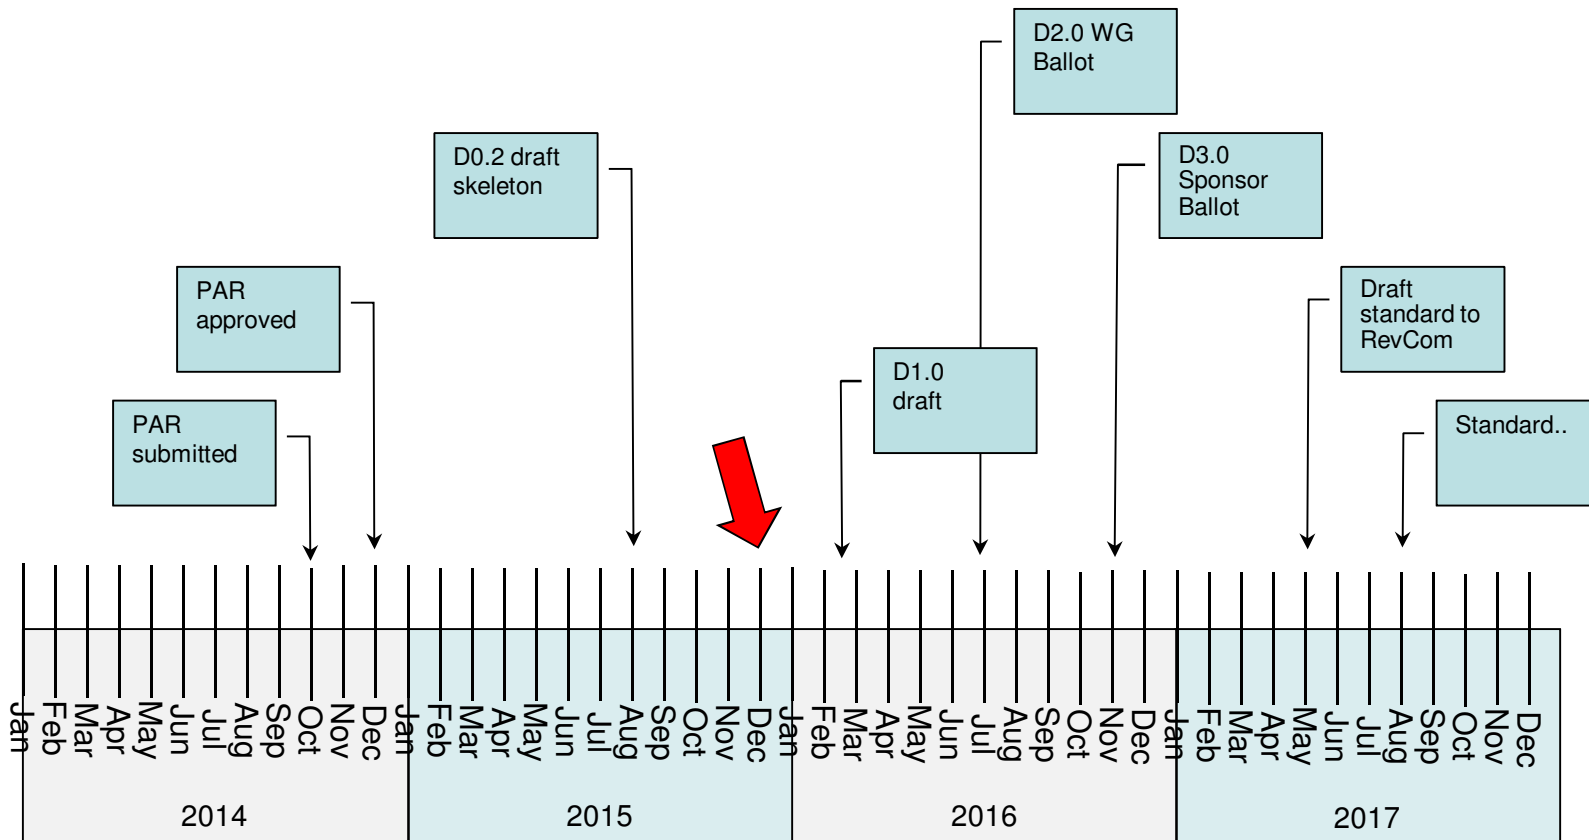 D2.0 WG
Ballot
D0.2 draft
skeleton
D3.0
Sponsor
Ballot
PAR
approved
Draft
standard to
RevCom
D1.0
draft
PAR
submitted
Standard..
Jan
Feb
Mar
Apr
May
Jun
Jul
Aug
Sep
Oct
Nov
Dec
Jan
Feb
Mar
Apr
May
Jun
Jul
Aug
Sep
Oct
Nov
Dec
Jan
Feb
Mar
Apr
May
Jun
Jul
Aug
Sep
Oct
Nov
Dec
Jan
Feb
Mar
Apr
May
Jun
Jul
Aug
Sep
Oct
Nov
Dec
2014
2015
2016
2017